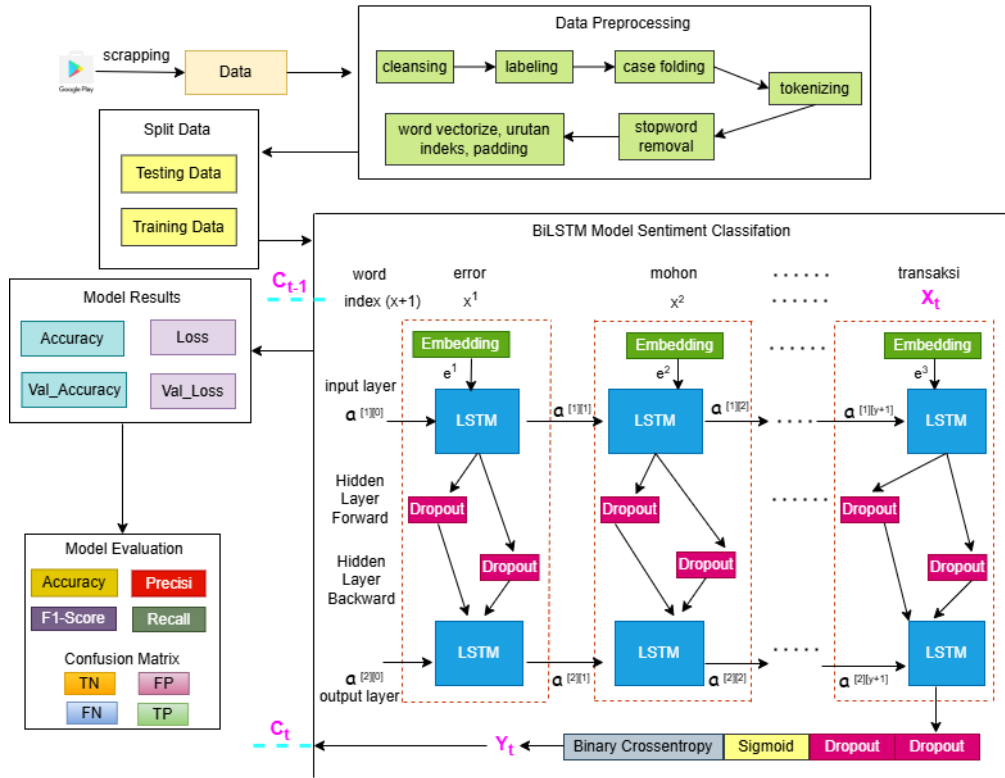 Data Preprocessing
scrapping
Google Play
Data
cleansing
labeling
case folding
tokenizing
stopword
removal
word vectorize, urutan
indeks, padding
Split Data
Testing Data
Training Data
BiLSTM Model Sentiment Classifation
C t-1
word
error
mohon
······
transaksi
index (x+1)
x1
x2
······
Xt
Model Results
Accuracy
Loss
Val_Accuracy
Val_Loss
Embedding
Embedding
······
Embedding
e1
e2
e3
input layer
a [1][0]
LSTM
a [1][1]
LSTM
a [1][2]
·····
a [1][y+1]
LSTM
Hidden
Layer
Forward
Dropout
Dropout
······
Dropout
Hidden
Layer
Backward
Dropout
Dropout
Dropout
a [2][0]
output layer
LSTM
a [2][1]
LSTM
a [2][2]
·····
a [2][y+1]
LSTM
Model Evaluation
Accuracy
Precisi
F1-Score
Recall
Confusion Matrix
TN
FP
FN
TP
Ct
Yt
Binary Crossentropy
Sigmoid
Dropout
Dropout